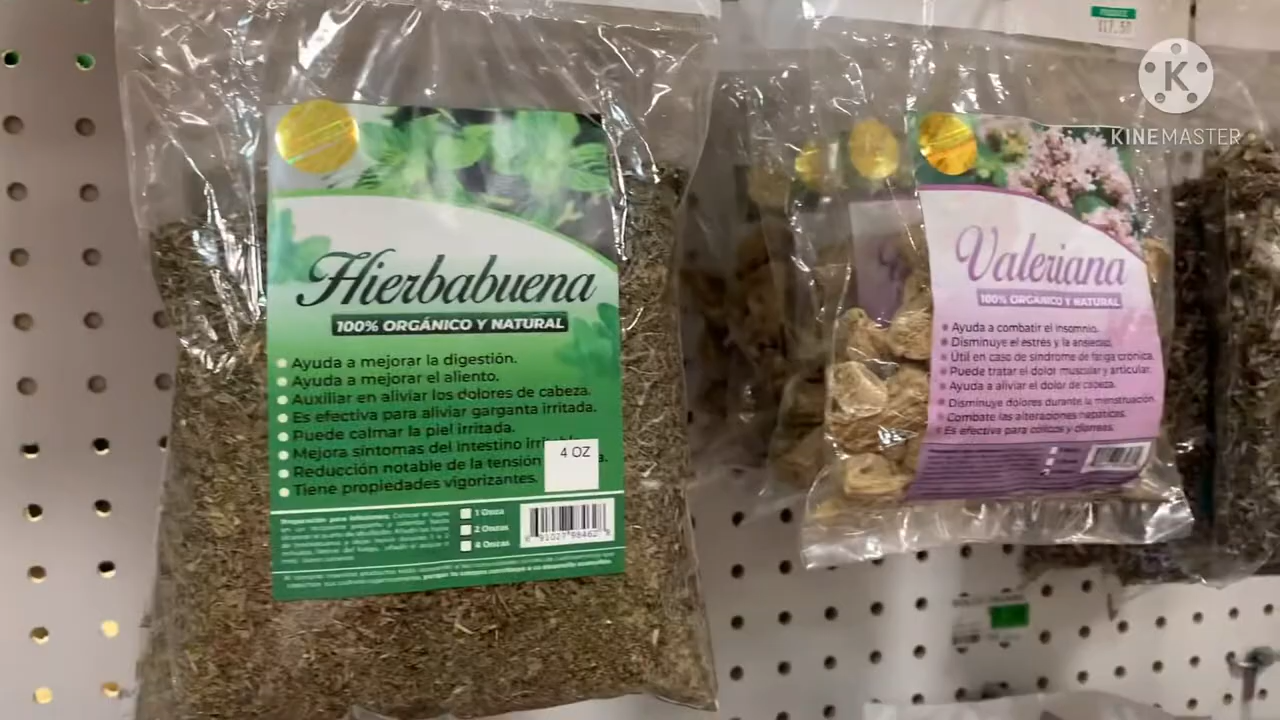 Hierbabuena
100% ORGÁNICO Y NATURAL
Ayuda a mejorar la digestión.
Ayuda a mejorar el aliento.
Auxiliar en aliviar los dolores de cabeza.
Es efectiva para aliviar garganta irritada.
Puede calmar la piel irritada.
Mejora síntomas del intestino
Reducción notable de la tensión
Tiene propiedades vigorizantes.
4 OZ
Preparación para infusiones.
1 Onza
2 Onzas
4 Onzas
PRODUCE
KINEMASTER
Valeriana
100% ORGÁNICO Y NATURAL
Ayuda a combatir el insomnio.
Disminuye el estrés y la ansiedad.
Útil en caso de síndrome de fatiga crónica.
Puede tratar el dolor muscular y articular.
Ayuda a aliviar el dolor de cabeza.
Disminuye dolores durante la menstruación.
Combate las alteraciones hepáticas.
Es efectiva para cólicos y diarreas.